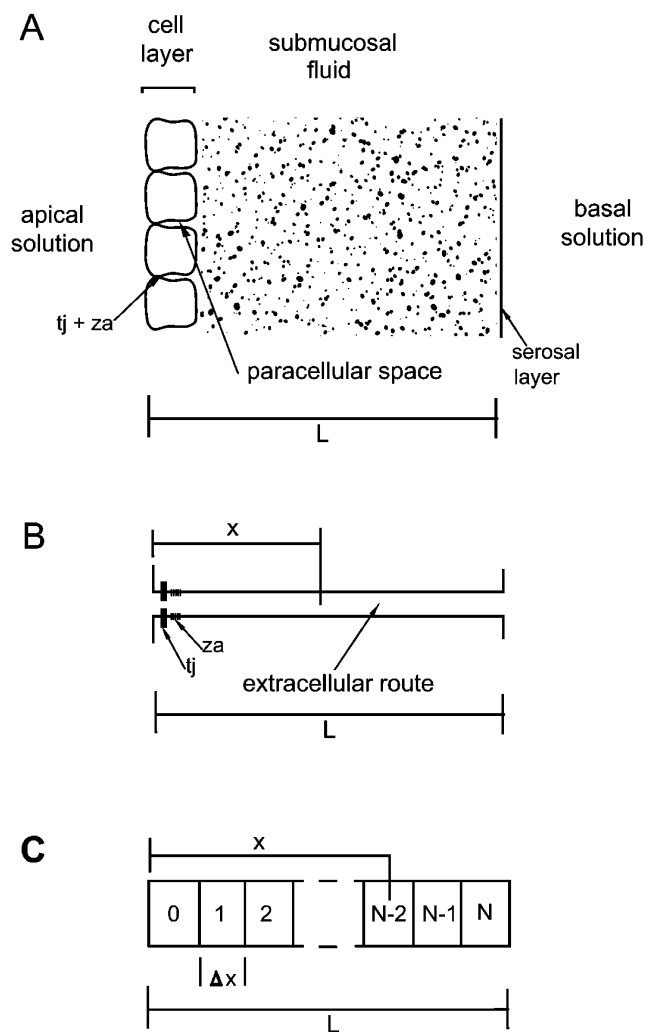 A
cell
layer
submucosal
fluid
apical
solution
basal
solution
tj + za
paracellular space
serosal
layer
L
B
x
za
tj
extracellular route
L
C
x
0 1 2 N-2 N-1 N
Δx
L